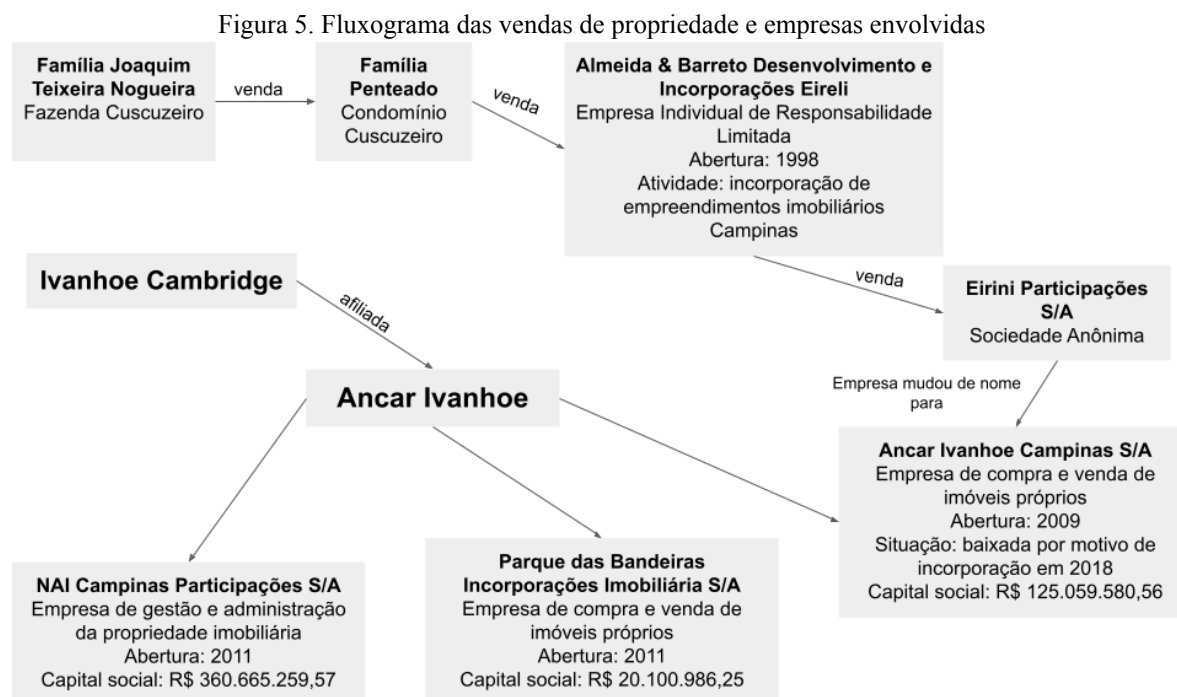 Figura 5. Fluxograma das vendas de propriedade e empresas envolvidas
Família Joaquim
Teixeira Nogueira
Fazenda Cuscuzeiro
venda
Família
Penteado
Condomínio
Cuscuzeiro
venda
Almeida & Barreto Desenvolvimento e
Incorporações Eireli
Empresa Individual de Responsabilidade
Limitada
Abertura: 1998
Atividade: incorporação de
empreendimentos imobiliários
Campinas
venda
Eirini Participações
S/A
Sociedade Anônima
Empresa mudou de nome
para
Ivanhoe Cambridge
afiliada
Ancar Ivanhoe
Ancar Ivanhoe Campinas S/A
Empresa de compra e venda de
imóveis próprios
Abertura: 2009
Situação: baixada por motivo de
incorporação em 2018
Capital social: R$ 125.059.580,56
NAI Campinas Participações S/A
Empresa de gestão e administração
da propriedade imobiliária
Abertura: 2011
Capital social: R$ 360.665.259,57
Parque das Bandeiras
Incorporações Imobiliária S/A
Empresa de compra e venda de
imóveis próprios
Abertura: 2011
Capital social: R$ 20.100.986,25